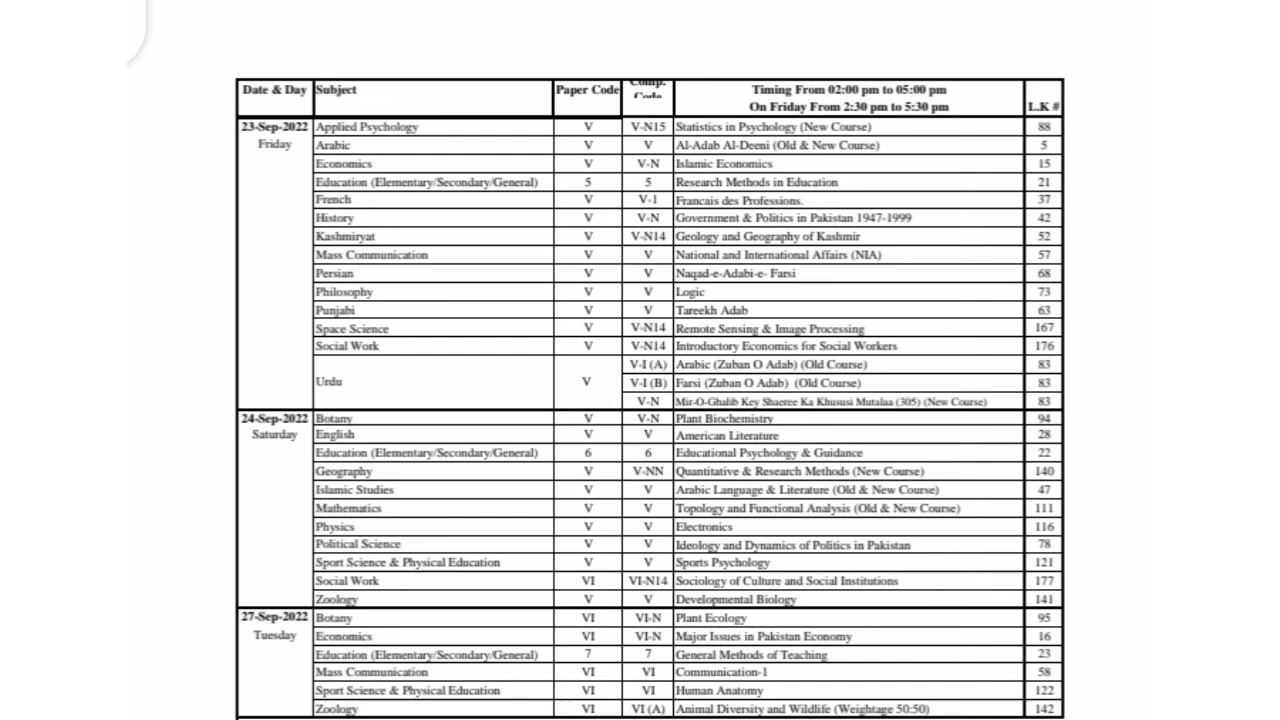 Date & Day Subject Paper Code Comp. Code Timing From 02:00 pm to 05:00 pm
On Friday From 2:30 pm to 5:30 pm L.K #
23-Sep-2022 Applied Psychology V V-N15 Statistics in Psychology (New Course) 88
Friday Arabic V V Al-Adab Al-Deeni (Old & New Course) 5
Economics V V-N Islamic Economics 15
Education (Elementary/Secondary/General) 5 5 Research Methods in Education 21
French V V-1 Francais des Professions. 37
History V V-N Government & Politics in Pakistan 1947-1999 42
Kashmiryat V V-N14 Geology and Geography of Kashmir 52
Mass Communication V V National and International Affairs (NIA) 57
Persian V V Naqad-e-Adabi-e- Farsi 68
Philosophy V V Logic 73
Punjabi V V Tareekh Adab 63
Space Science V V-N14 Remote Sensing & Image Processing 167
Social Work V V-N14 Introductory Economics for Social Workers 176
V-I (A) Arabic (Zuban O Adab) (Old Course) 83
Urdu V V-I (B) Farsi (Zuban O Adab) (Old Course) 83
V-N Mir-O-Ghalib Key Shaeree Ka Khususi Mutalaa (305) (New Course) 83
24-Sep-2022 Botany V V-N Plant Biochemistry 94
Saturday English V V American Literature 28
Education (Elementary/Secondary/General) 6 6 Educational Psychology & Guidance 22
Geography V V-NN Quantitative & Research Methods (New Course) 140
Islamic Studies V V Arabic Language & Literature (Old & New Course) 47
Mathematics V V Topology and Functional Analysis (Old & New Course) 111
Physics V V Electronics 116
Political Science V V Ideology and Dynamics of Politics in Pakistan 78
Sport Science & Physical Education V V Sports Psychology 121
Social Work VI VI-N14 Sociology of Culture and Social Institutions 177
Zoology V V Developmental Biology 141
27-Sep-2022 Botany VI VI-N Plant Ecology 95
Tuesday Economics VI VI-N Major Issues in Pakistan Economy 16
Education (Elementary/Secondary/General) 7 7 General Methods of Teaching 23
Mass Communication VI VI Communication-1 58
Sport Science & Physical Education VI VI Human Anatomy 122
Zoology VI VI (A) Animal Diversity and Wildlife (Weightage 50:50) 142